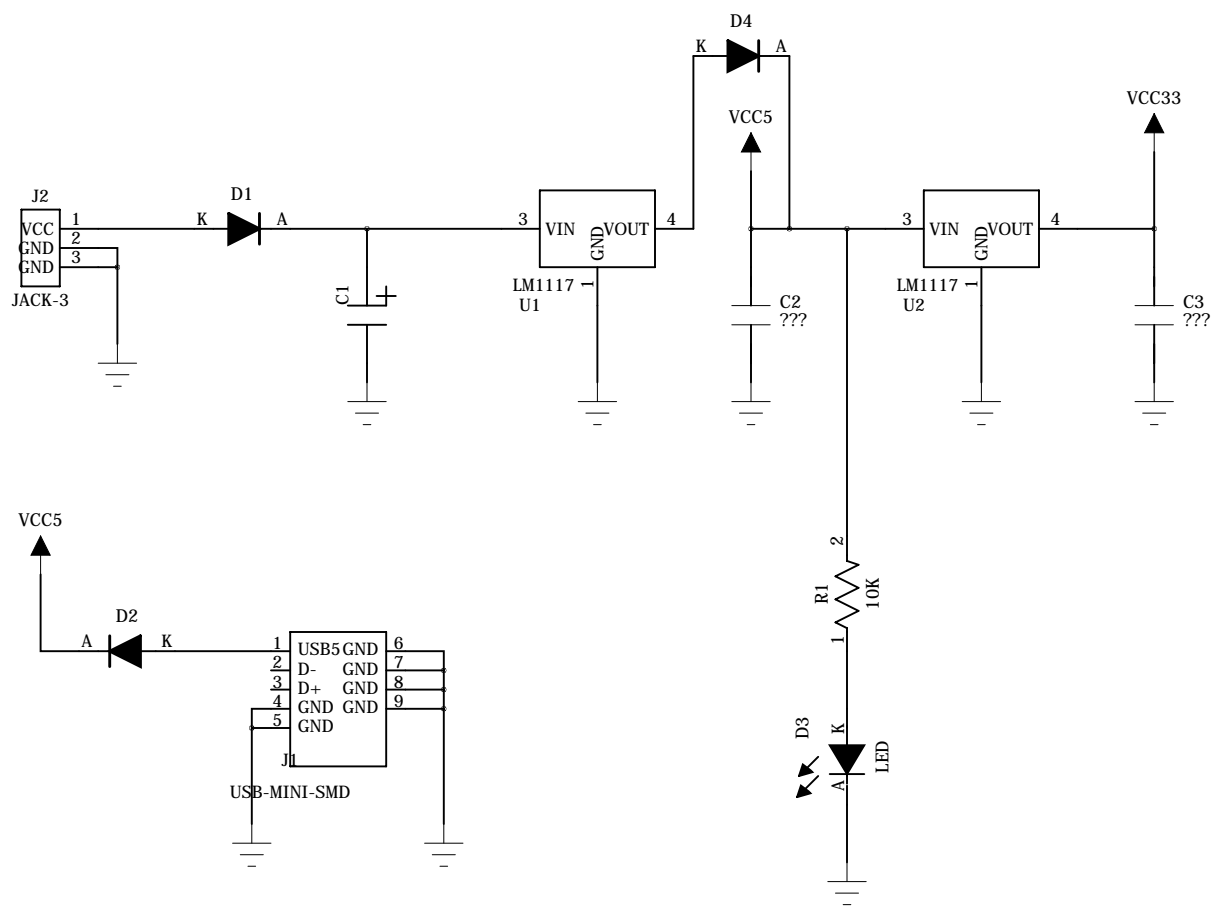 D4
K A
VCC5
VCC33
J2
VCC 1
GND 2
GND 3
JACK-3
D1
K A
C1
+
3 VIN GND VOUT 4
1
LM1117
U1
C2
???
3 VIN GND VOUT 4
1
LM1117
U2
C3
???
VCC5
D2
A K
1 USB5 GND 6
2 D- GND 7
3 D+ GND 8
4 GND GND 9
5 GND
J1
USB-MINI-SMD
2
R1
10K
1
D3
K
LED
A